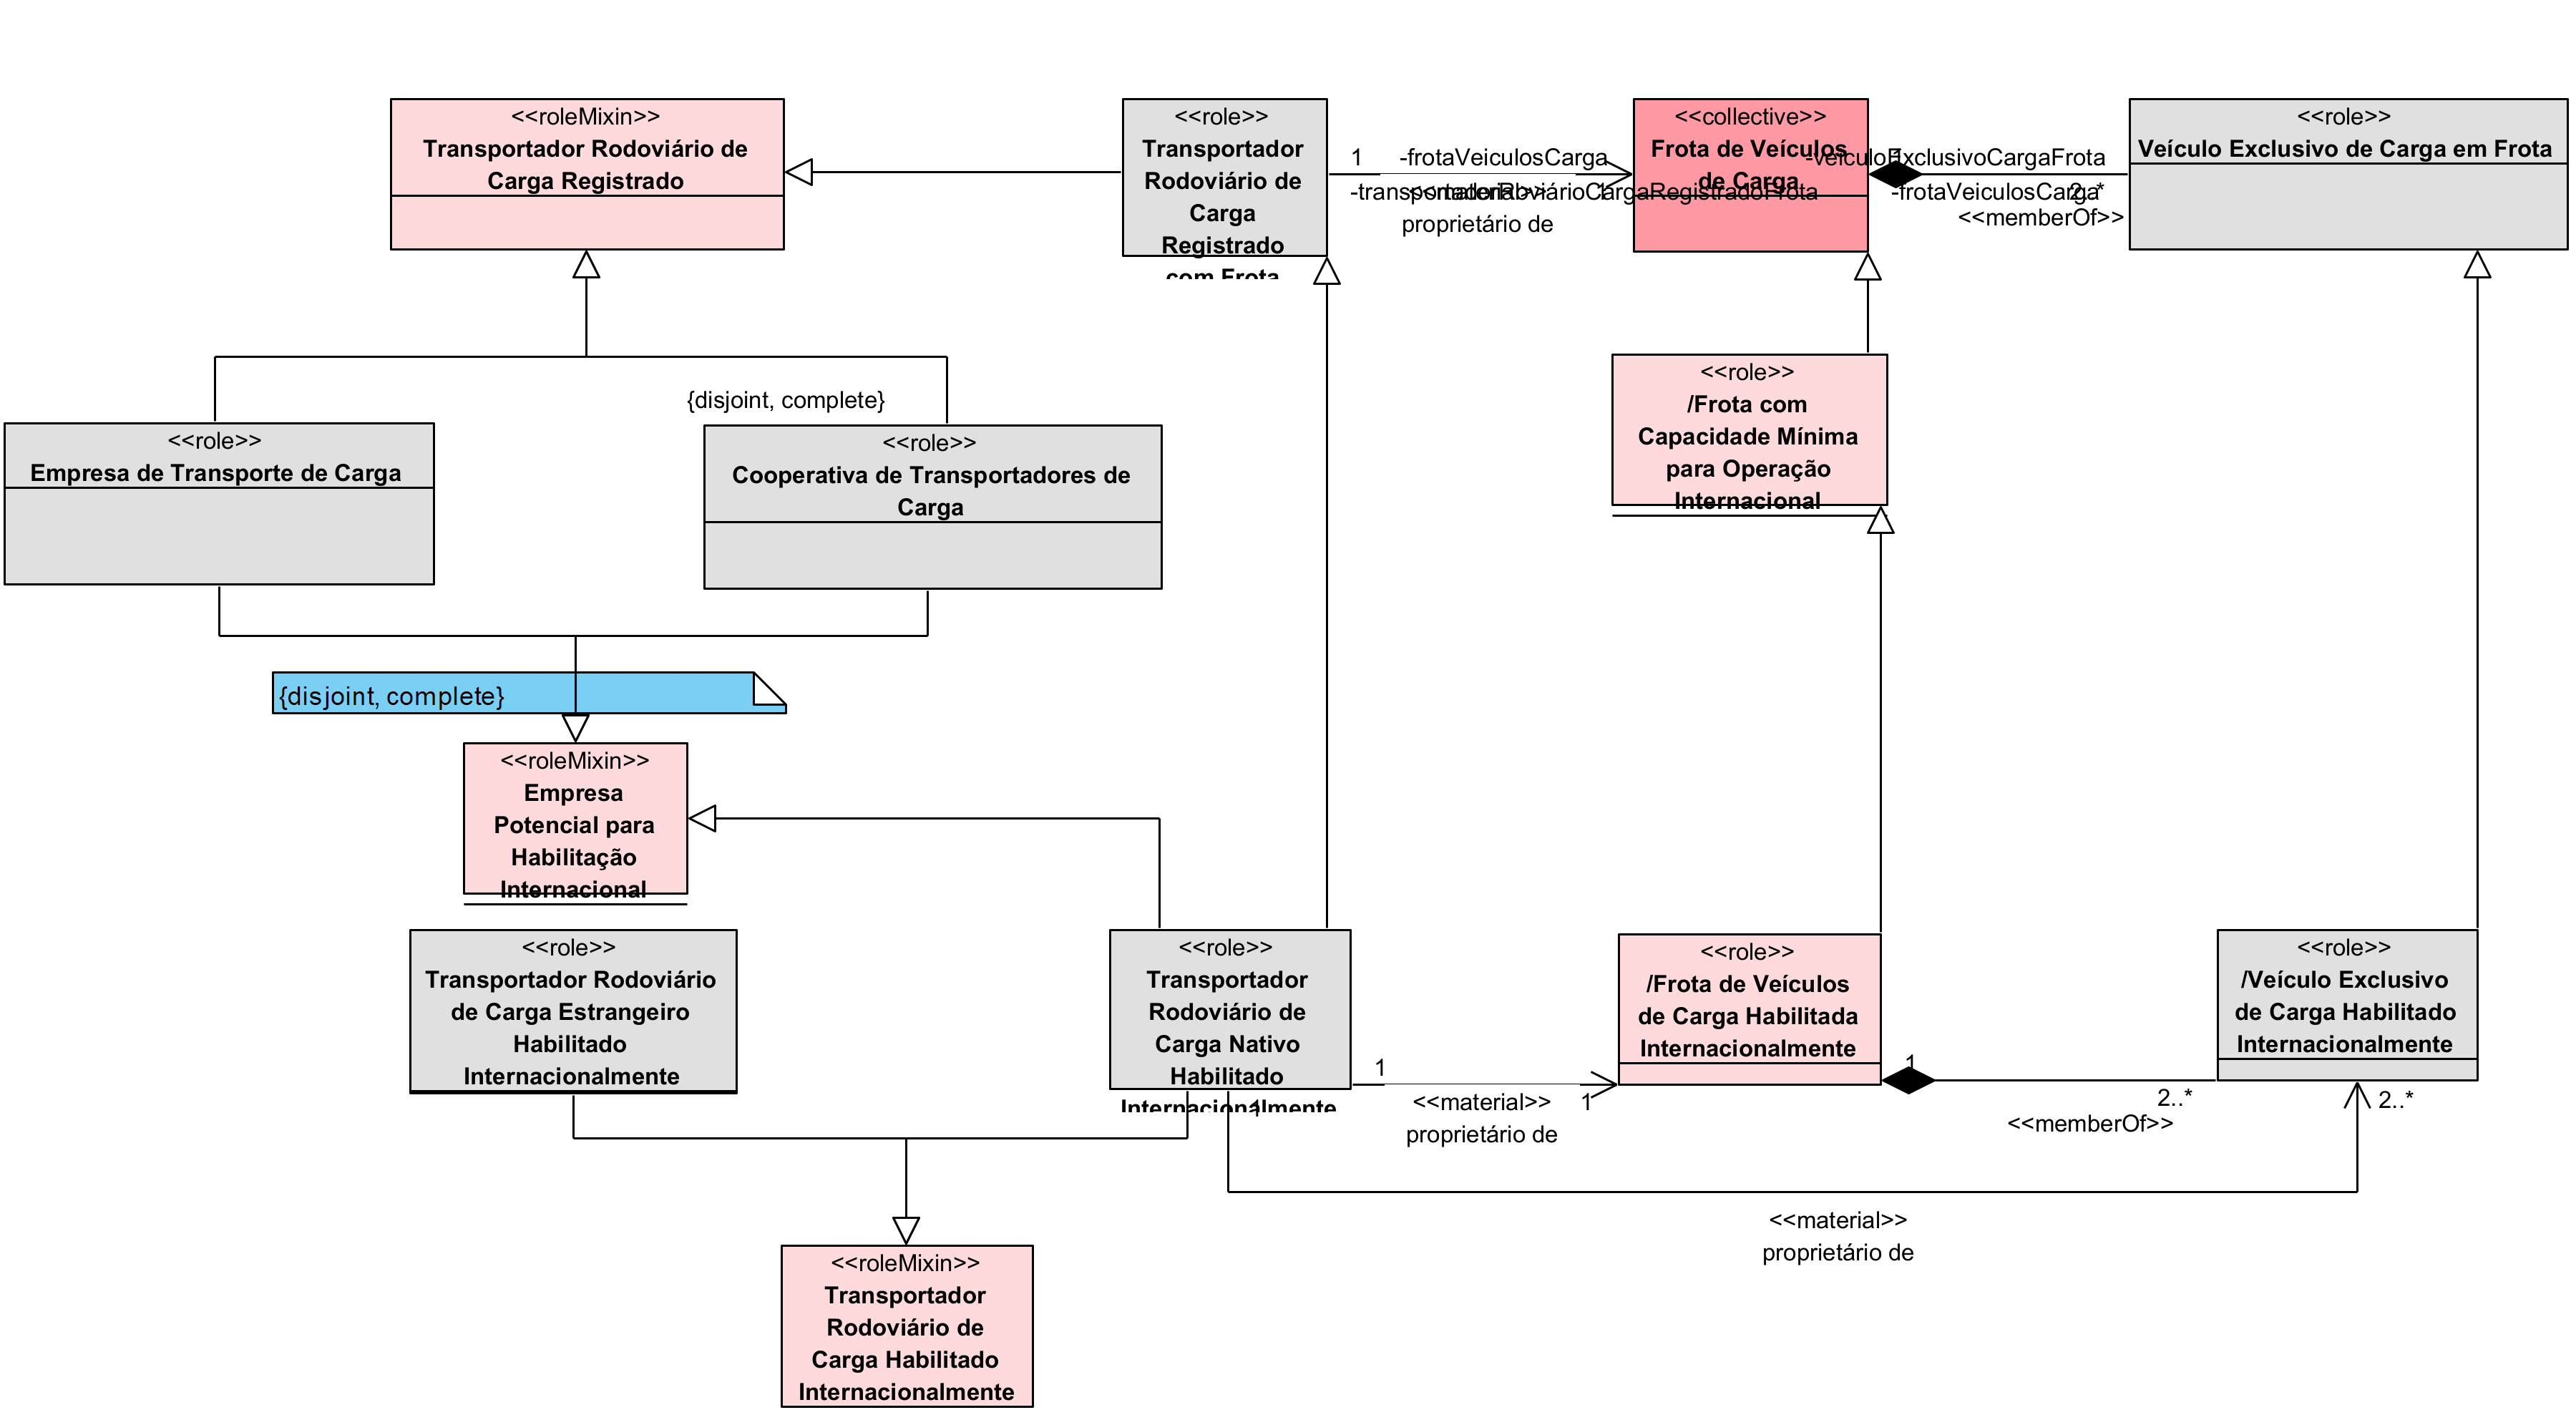 <<roleMixin>>
Transportador Rodoviário de
Carga Registrado
<<role>>
Transportador
Rodoviário de
Carga
Registrado
com Frota
1
-frotaVeiculosCarga
-transportadorRodoviárioCargaRegistradoFrota
<<material>>
1
proprietário de
<<collective>>
Frota de Veículos
de Carga
-veículoExclusivoCargaFrota
-frotaVeiculosCarga
2..*
<<memberOf>>
<<role>>
Veículo Exclusivo de Carga em Frota
{disjoint, complete}
<<role>>
Empresa de Transporte de Carga
<<role>>
Cooperativa de Transportadores de
Carga
<<role>>
/Frota com
Capacidade Mínima
para Operação
Internacional
{disjoint, complete}
<<roleMixin>>
Empresa
Potencial para
Habilitação
Internacional
<<role>>
Transportador Rodoviário
de Carga Estrangeiro
Habilitado
Internacionalmente
<<role>>
Transportador
Rodoviário de
Carga Nativo
Habilitado
Internacionalmente
1
1
<<material>>
1
proprietário de
<<role>>
/Frota de Veículos
de Carga Habilitada
Internacionalmente
1
2..*
<<memberOf>>
<<role>>
/Veículo Exclusivo
de Carga Habilitado
Internacionalmente
2..*
<<material>>
proprietário de
<<roleMixin>>
Transportador
Rodoviário de
Carga Habilitado
Internacionalmente